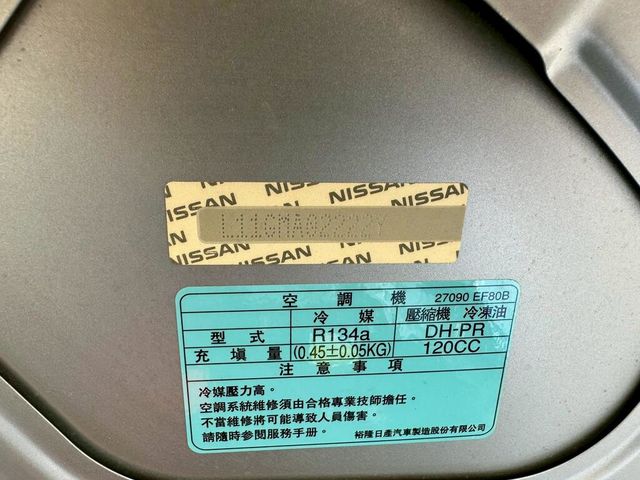 NISSAN NISSAN NISSAN
NISSAN NISSAN NISSAN
空調機 27090 EF80B
冷媒 壓縮機 冷凍油
型式 R134a DH-PR
充填量 (0.45±0.05KG) 120CC
注意事項
冷媒壓力高。
空調系統維修須由合格專業技師擔任。
不當維修將可能導致人員傷害。
請隨時參閱服務手册。 裕隆日產汽車製造股份有限公司